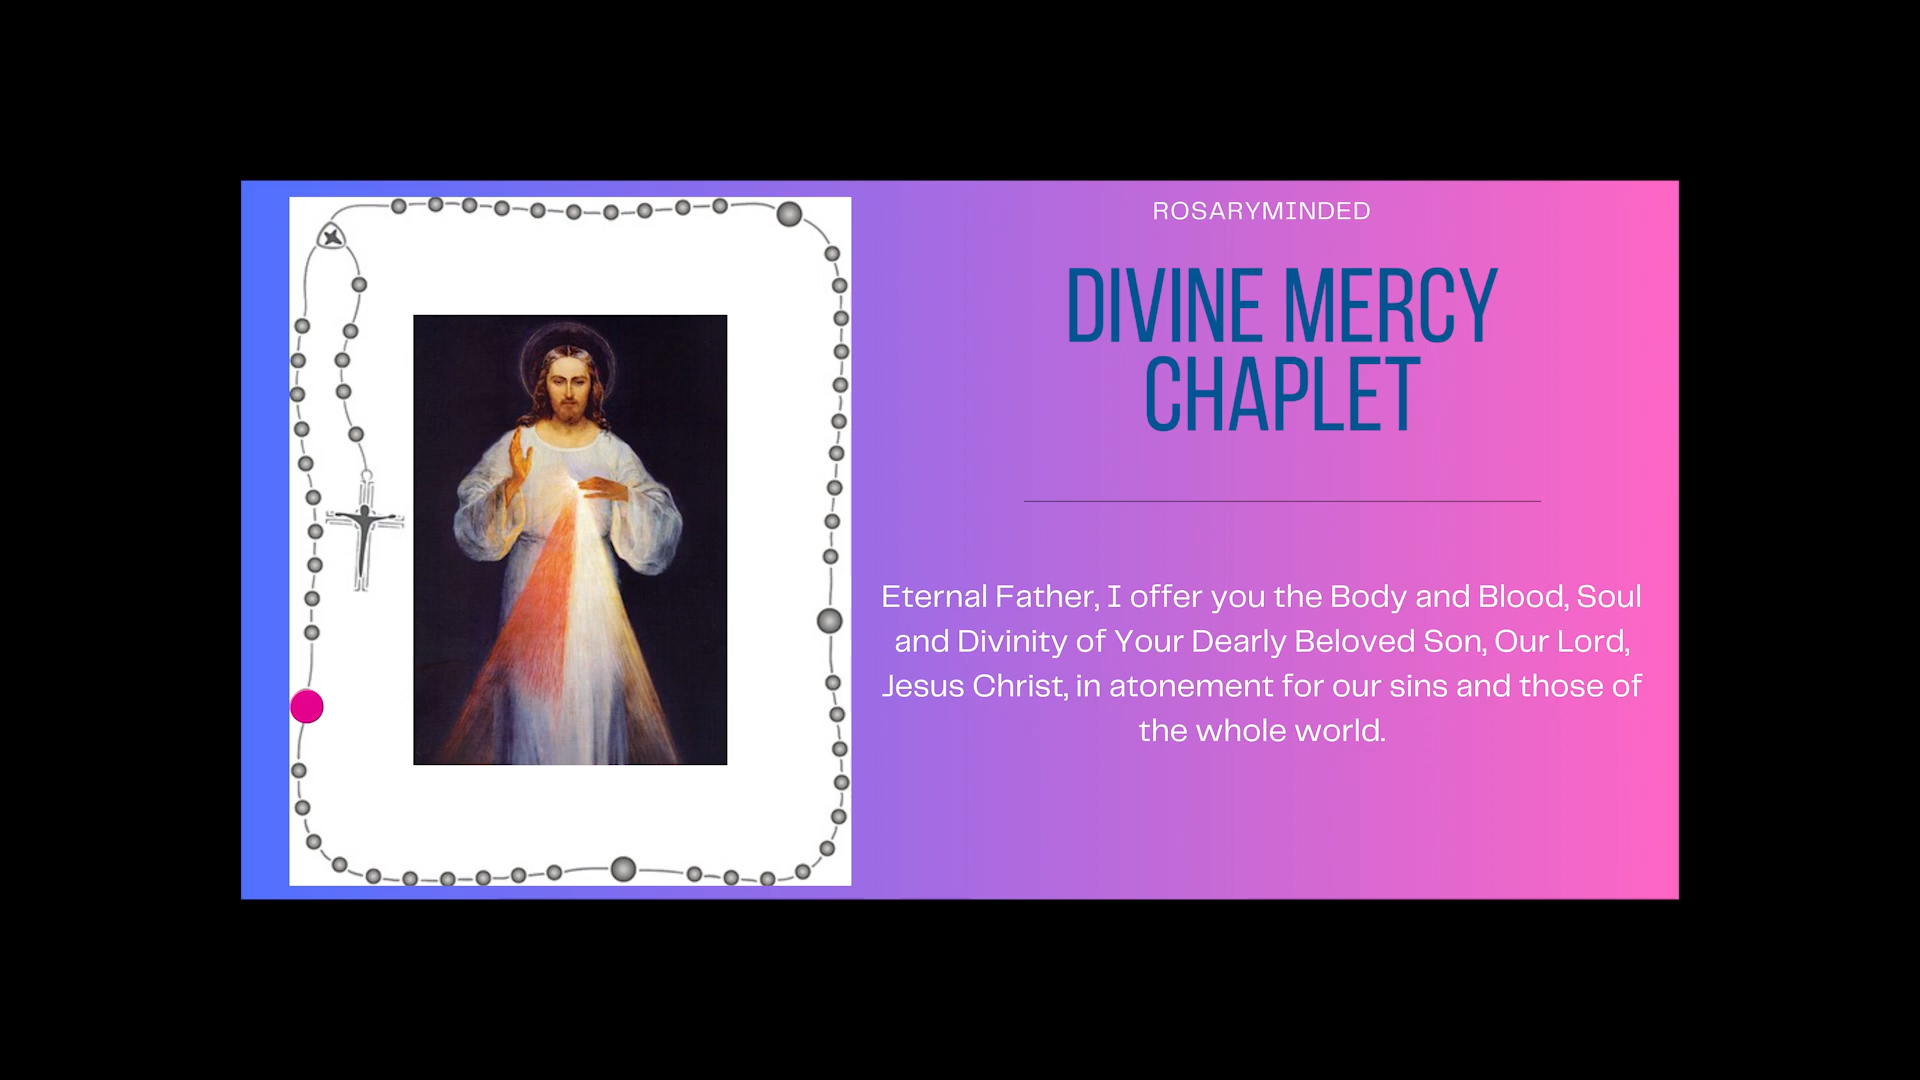 ROSARYMINDED
DIVINE MERCY
CHAPLET
Eternal Father, I offer you the Body and Blood, Soul
and Divinity of Your Dearly Beloved Son, Our Lord,
Jesus Christ, in atonement for our sins and those of
the whole world.